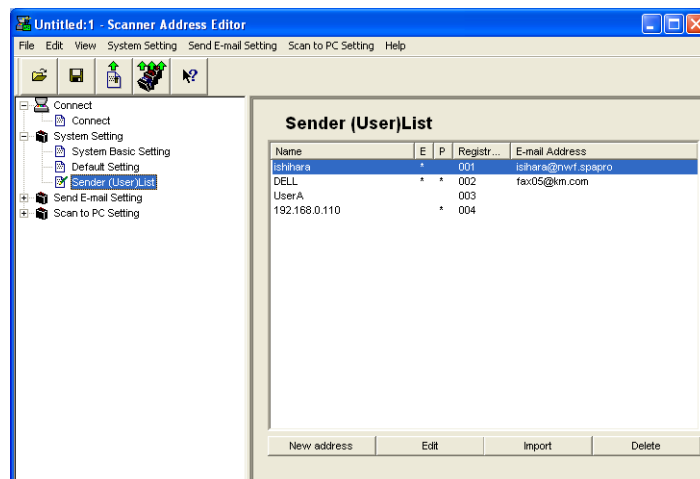 Untitled:1 - Scanner Address Editor
File Edit View System Setting Send E-mail Setting Scan to PC Setting Help
Connect
Connect
System Setting
System Basic Setting
Default Setting
Sender (User)List
Send E-mail Setting
Scan to PC Setting
Sender (User)List
Name E P Registr... E-mail Address
ishihara * 001 isihara@nwf.spapro
DELL * * 002 fax05@km.com
UserA 003
192.168.0.110 * 004
New address Edit Import Delete